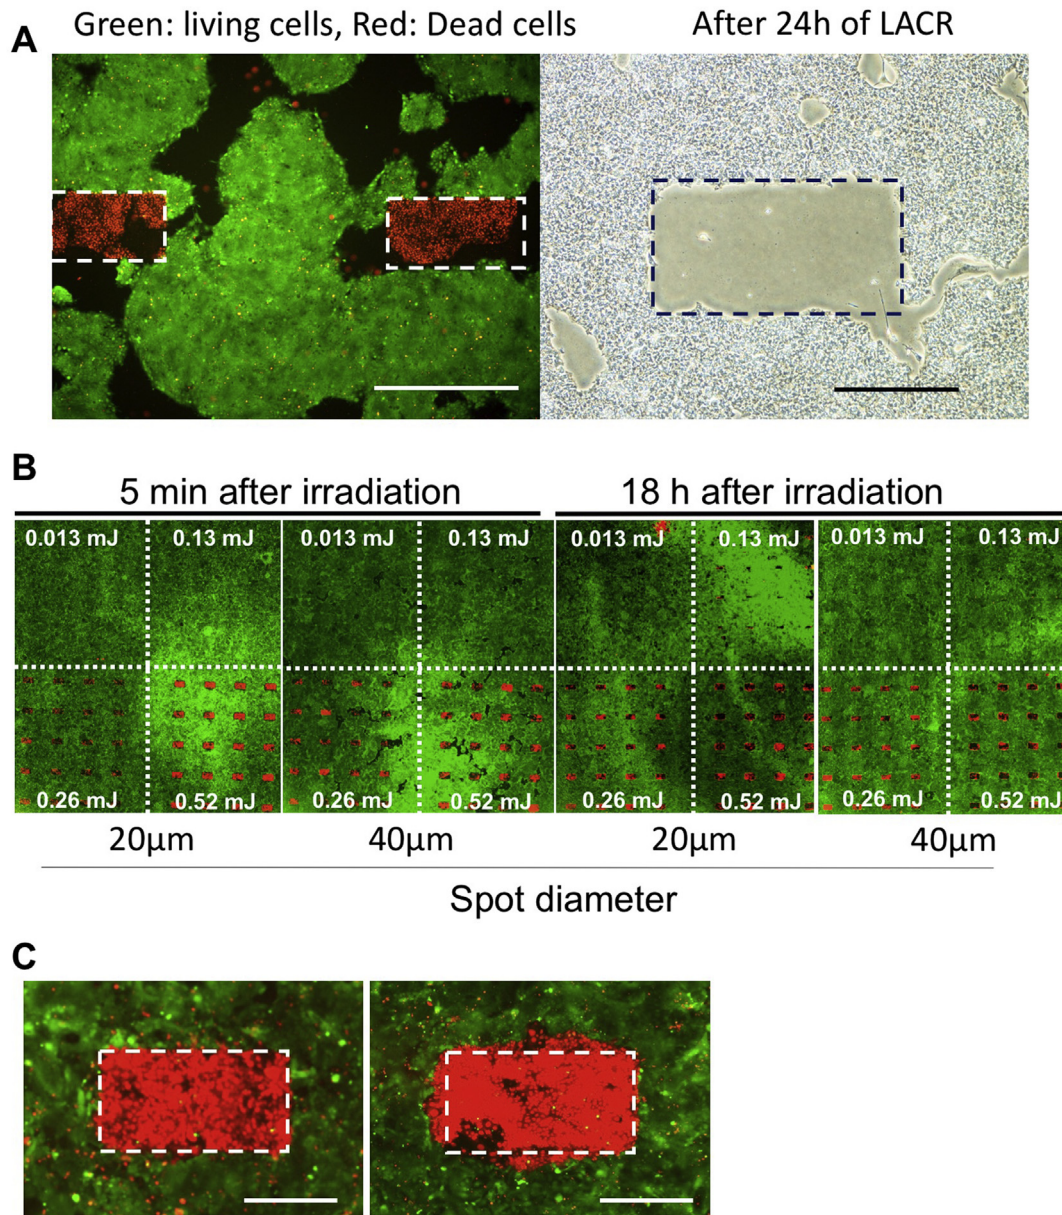 Green: living cells, Red: Dead cells After 24h of LACR
A
B
5 min after irradiation 18 h after irradiation
0.013 mJ 0.13 mJ 0.013 mJ 0.13 mJ 0.013 mJ 0.13 mJ 0.013 mJ 0.13 mJ
0.26 mJ 0.52 mJ 0.26 mJ 0.52 mJ 0.26 mJ 0.52 mJ 0.26 mJ 0.52 mJ
20µm 40µm 20µm 40µm
Spot diameter
C